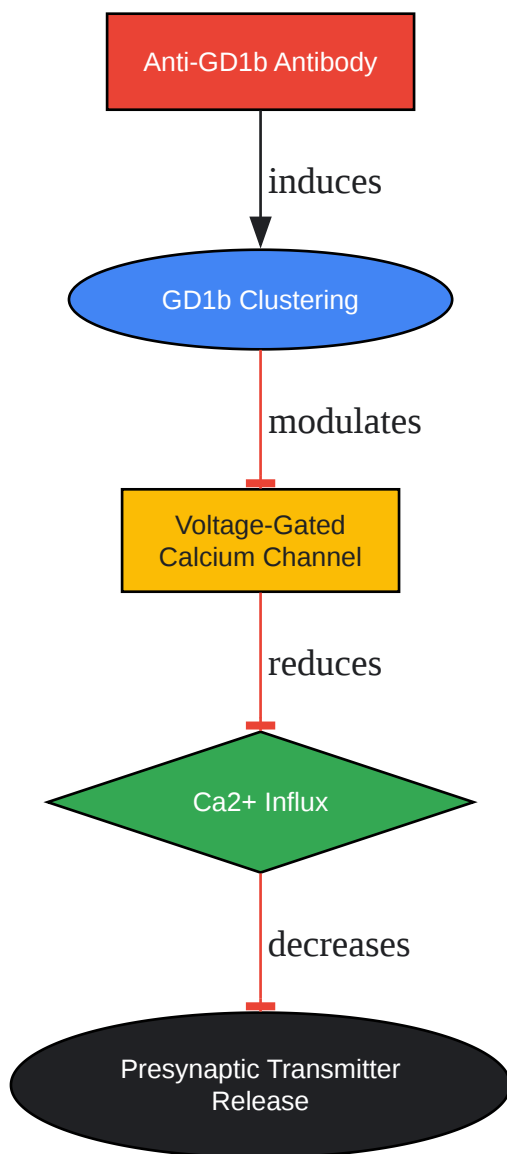 Anti-GD1b Antibody
induces
GD1b Clustering
modulates
Voltage-Gated
Calcium Channel
reduces
Ca2+ Influx
decreases
Presynaptic Transmitter
Release